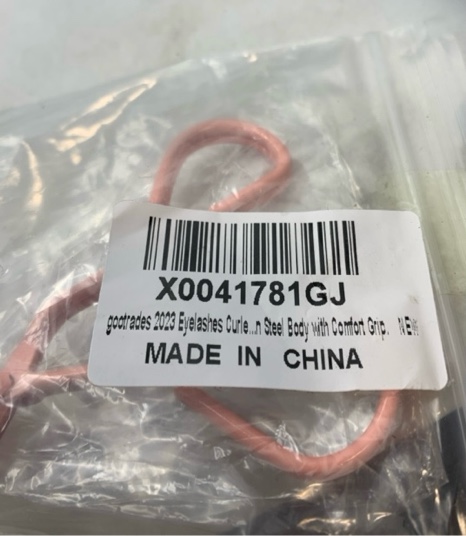 X0041781GJ
gootrades 2023 Eyelashes Curle...n Steel Body with Comfort Grip. NEW
MADE IN CHINA